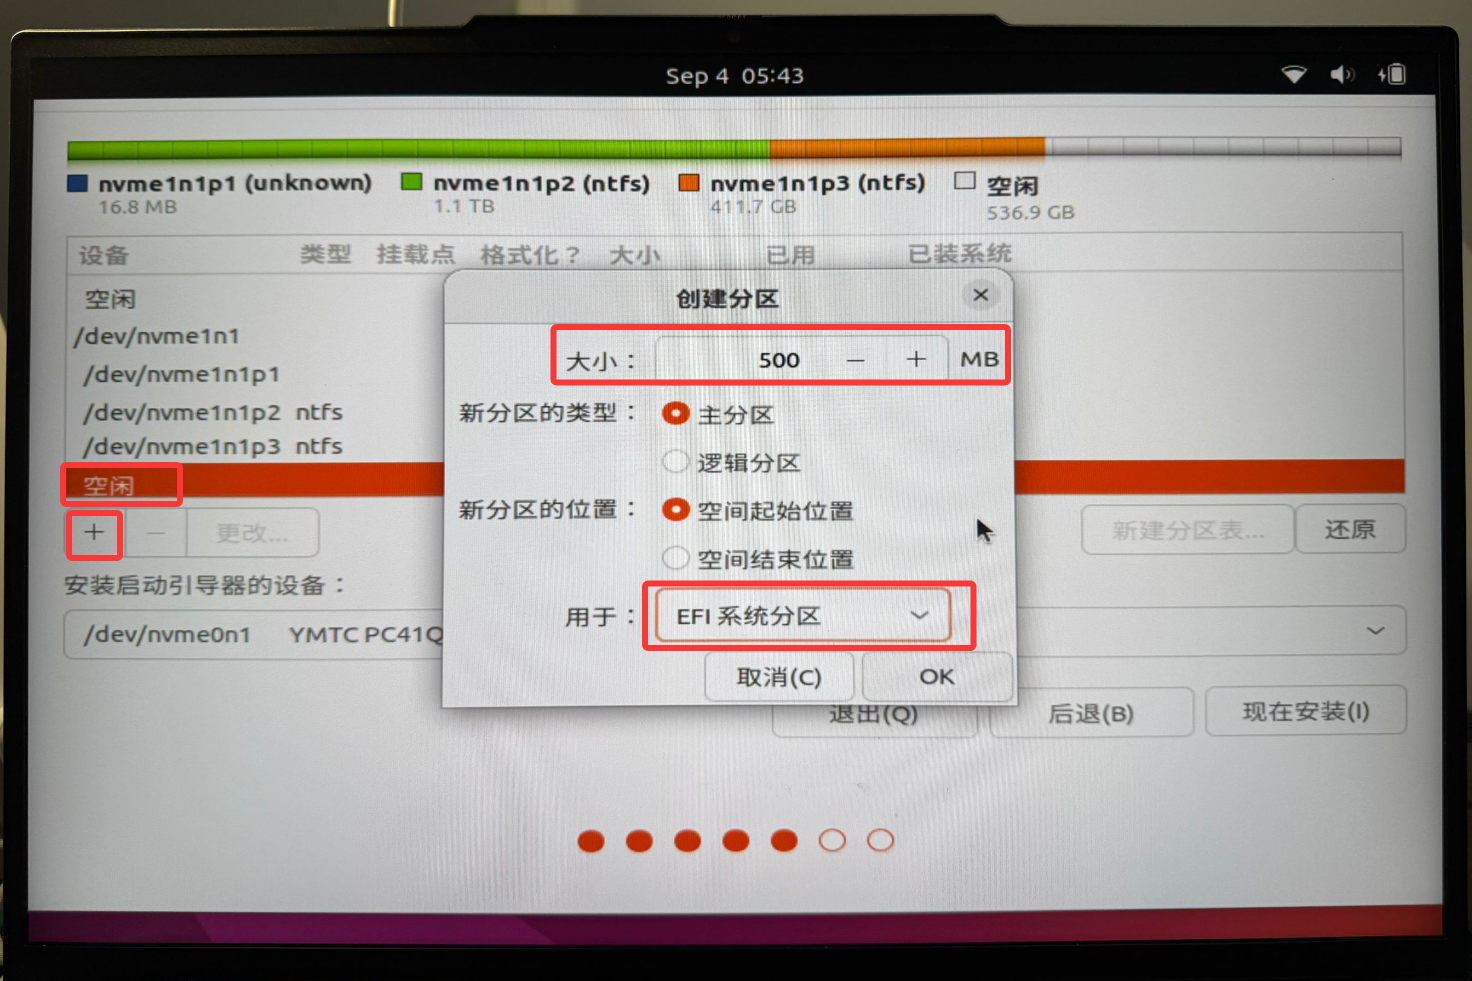 Sep 4 05:43
nvme1n1p1 (unknown) nvme1n1p2 (ntfs) nvme1n1p3 (ntfs) 空闲
16.8 MB 1.1 TB 411.7 GB 536.9 GB
设备 类型 挂载点 格式化？ 大小 已用 已装系统
空闲
/dev/nvme1n1
/dev/nvme1n1p1
/dev/nvme1n1p2 ntfs
/dev/nvme1n1p3 ntfs
空闲
+ − 更改...
新建分区表... 还原
安装启动引导器的设备：
/dev/nvme0n1 YMTC PC41Q
创建分区
大小： 500 − + MB
新分区的类型： 主分区
逻辑分区
新分区的位置： 空间起始位置
空间结束位置
用于： EFI 系统分区
取消(C) OK
退出(Q) 后退(B) 现在安装(I)